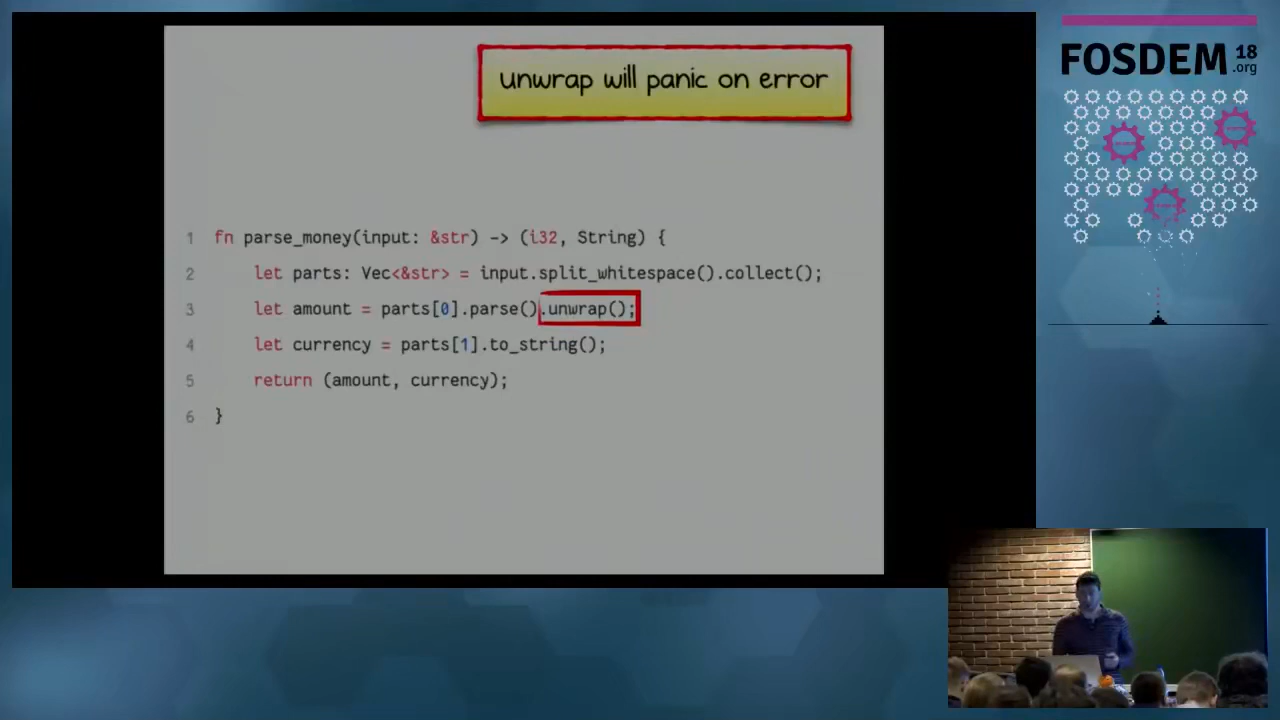 unwrap will panic on error
1 fn parse_money(input: &str) -> (i32, String) {
2 let parts: Vec<&str> = input.split_whitespace().collect();
3 let amount = parts[0].parse().unwrap();
4 let currency = parts[1].to_string();
5 return (amount, currency);
6 }
FOSDEM 18
.org